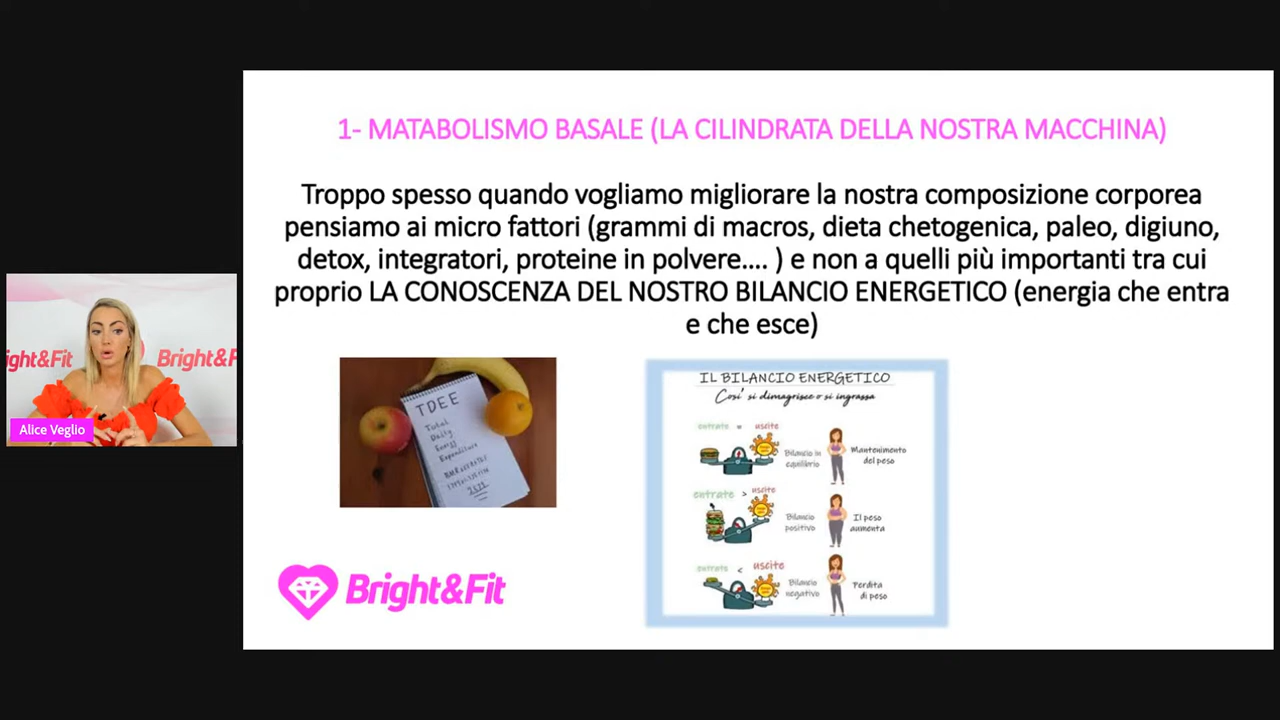 1- MATABOLISMO BASALE (LA CILINDRATA DELLA NOSTRA MACCHINA)
Troppo spesso quando vogliamo migliorare la nostra composizione corporea
pensiamo ai micro fattori (grammi di macros, dieta chetogenica, paleo, digiuno,
detox, integratori, proteine in polvere.... ) e non a quelli più importanti tra cui
proprio LA CONOSCENZA DEL NOSTRO BILANCIO ENERGETICO (energia che entra
e che esce)
ight&Fit
Bright&Fi
Alice Veglio
TDEE
Total
Daily
Energy
Expenditure
IL BILANCIO ENERGETICO
Cosi' si dimagrisce o si ingrassa
entrate = uscite
Bilancio in
equilibrio
Mantenimento
del peso
entrate > uscite
Bilancio
positivo
Il peso
aumenta
entrate < uscite
Bilancio
negativo
Perdita
di peso
Bright&Fit